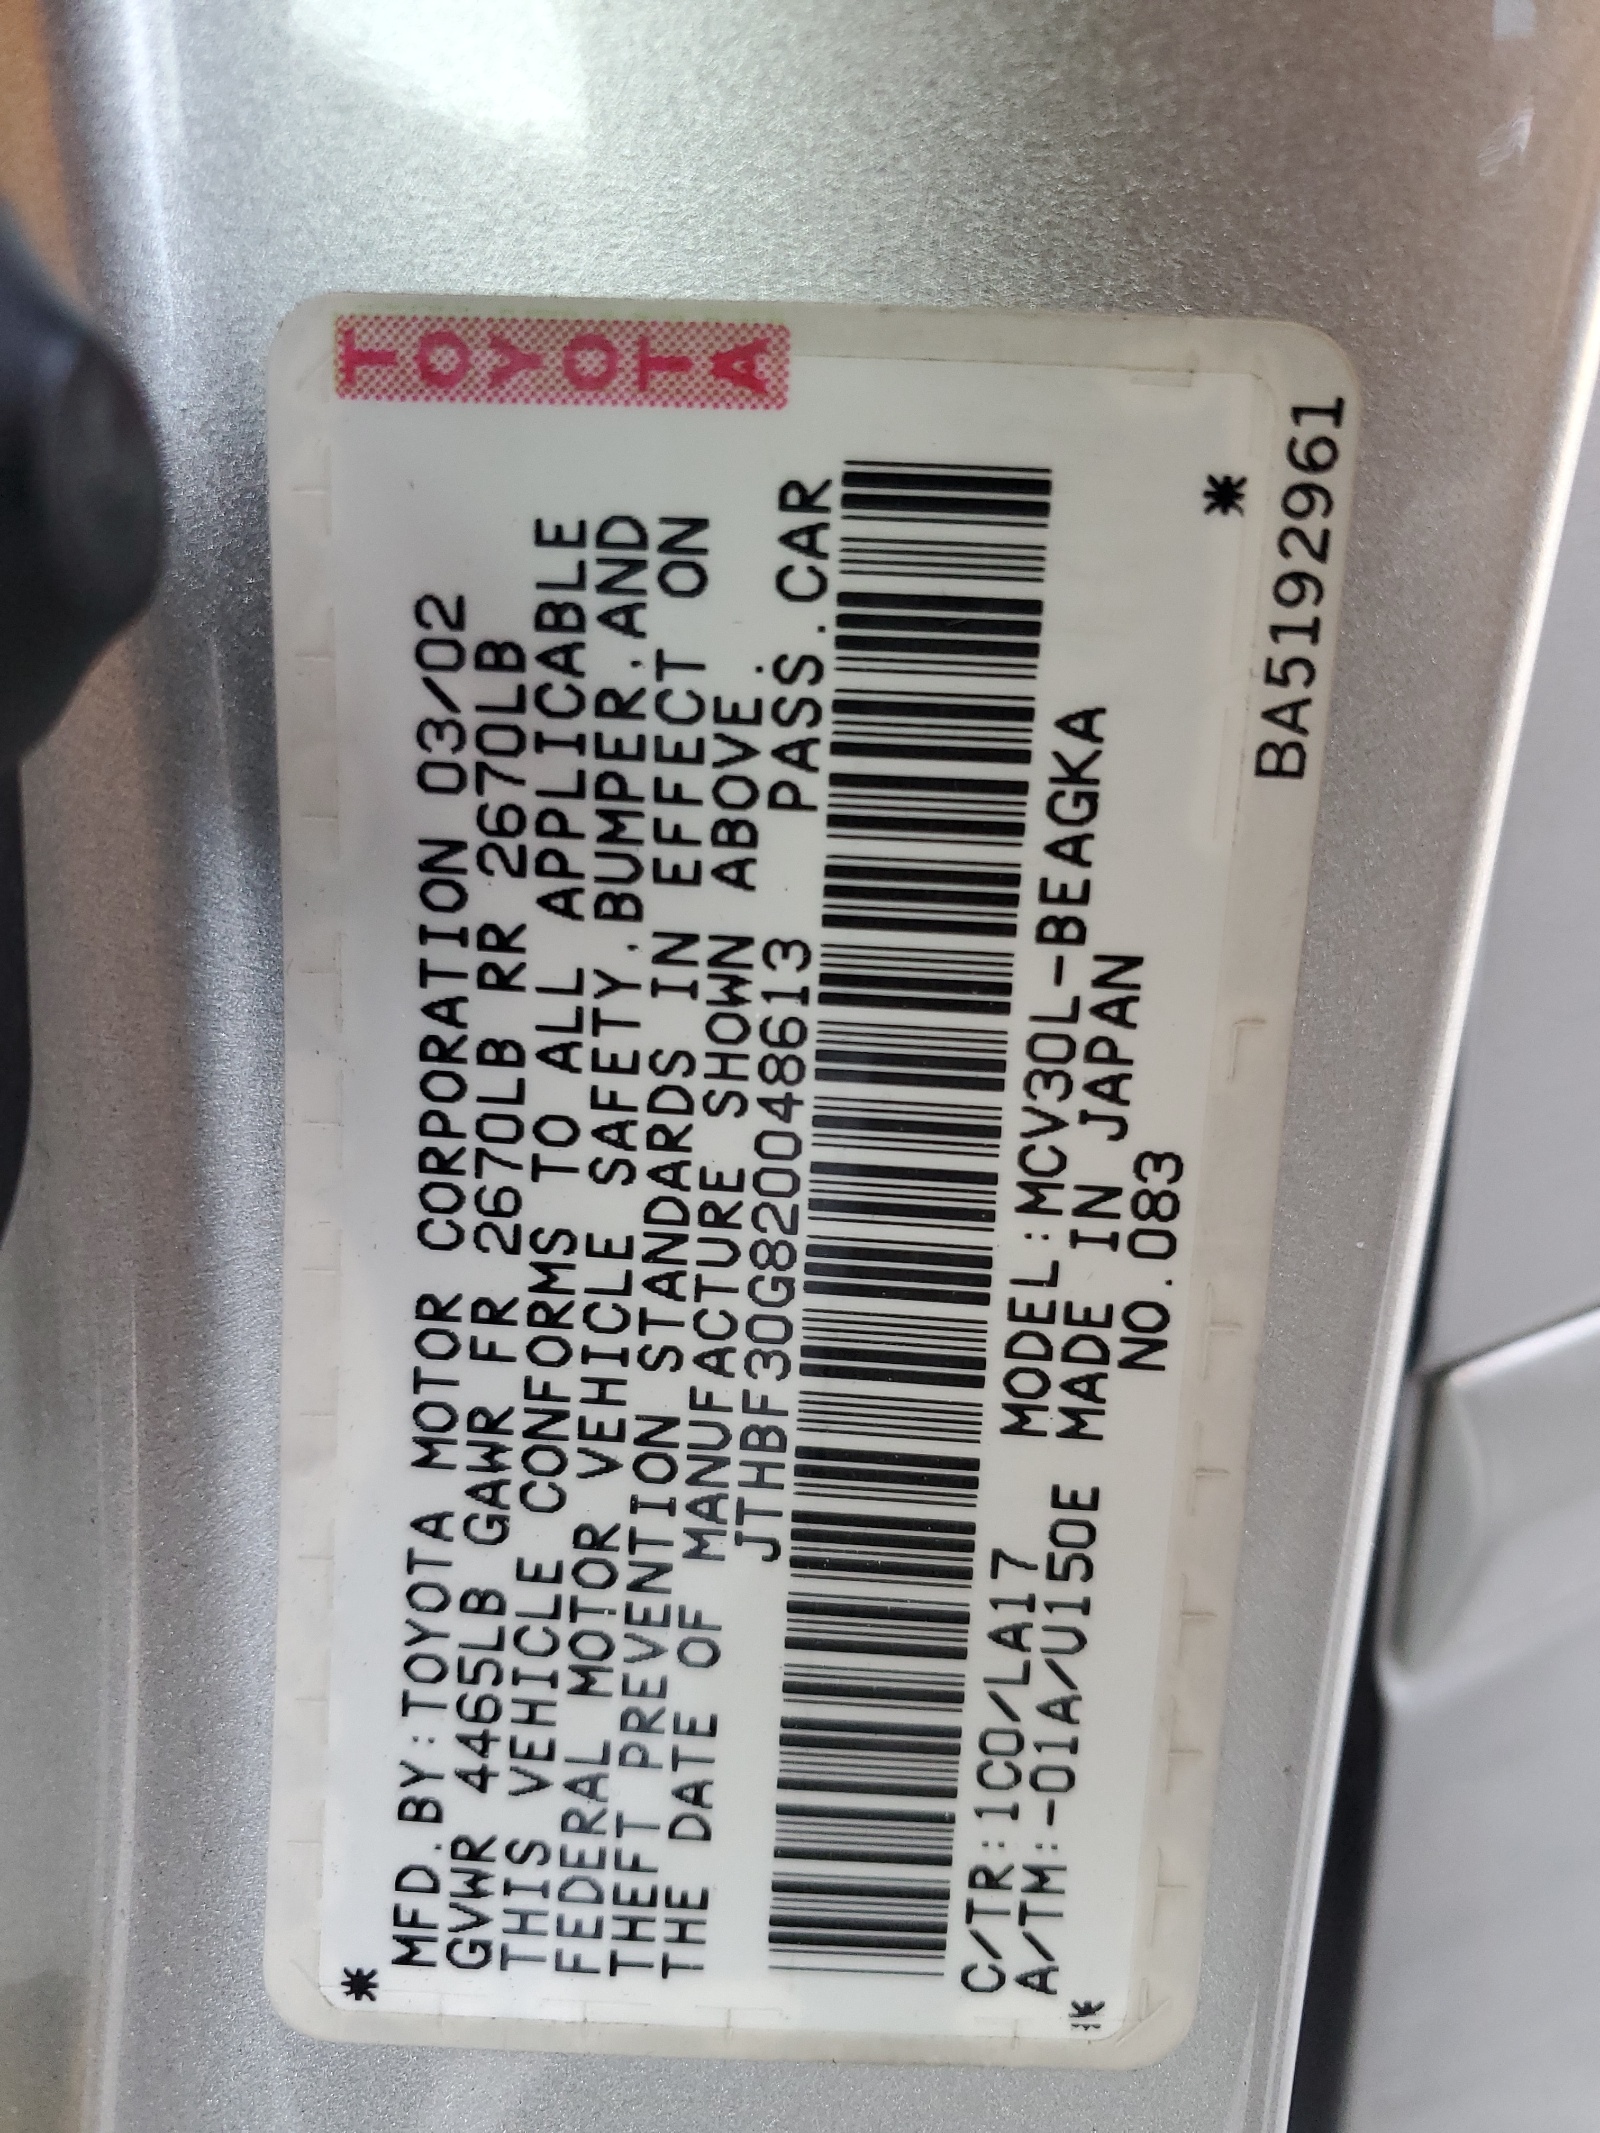 TOYOTA
MFD.BY:TOYOTA MOTOR CORPORATION 03/02
GVWR 4465LB GAWR FR 2670LB RR 2670LB
THIS VEHICLE CONFORMS TO ALL APPLICABLE
FEDERAL MOTOR VEHICLE SAFETY.BUMPER.AND
THEFT PREVENTION STANDARDS IN EFFECT ON
THE DATE OF MANUFACTURE SHOWN ABOVE.
JTHBF30G820048613 PASS.CAR
C/TR:1C0/LA17 MODEL:MCV30L-BEAGKA
A/TM:-01A/U150E MADE IN JAPAN
NO.083
BA5192961